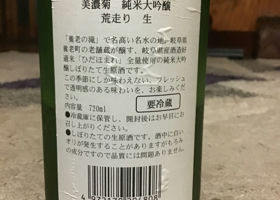 美濃菊 純米大吟醸
荒走り 生
「養老の滝」で名高い名水の地、岐阜県
養老町の老舗蔵が醸す、岐阜県産酒造好
適米「ひだほまれ」全量使用の純米大吟
醸しぼりたて生原酒です。
この季節にしか味わえない、フレッシュ
で透明感のある味わいを、お楽しみくだ
さい。
720ml
要冷蔵
●冷蔵庫に保管し、開封後はお早目にお
召し上がりください。
●しぼりたての生原酒です。酒中に白い
オリが発生することがありますがもろみ
の成分ですので品質には問題ありません。